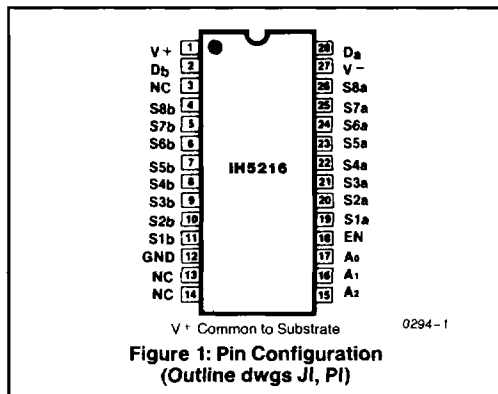 V+ 1 28 Da
Db 2 27 V−
NC 3 26 S8a
S8b 4 25 S7a
S7b 5 24 S6a
S6b 6 23 S5a
S5b 7 22 S4a
S4b 8 21 S3a
S3b 9 20 S2a
S2b 10 19 S1a
S1b 11 18 EN
GND 12 17 A0
NC 13 16 A1
NC 14 15 A2
IH5216
V+ Common to Substrate
0294-1
Figure 1: Pin Configuration
(Outline dwgs JI, PI)